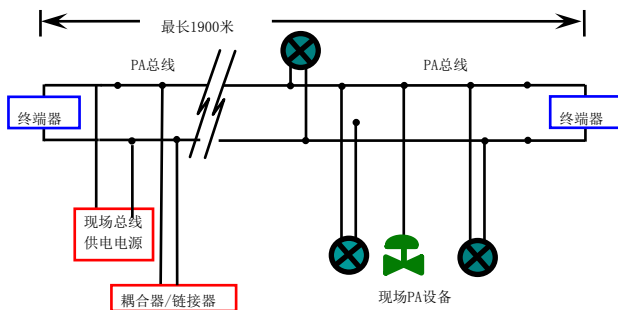 最长1900米
PA总线
PA总线
终端器
终端器
现场总线
供电电源
耦合器/链接器
现场PA设备